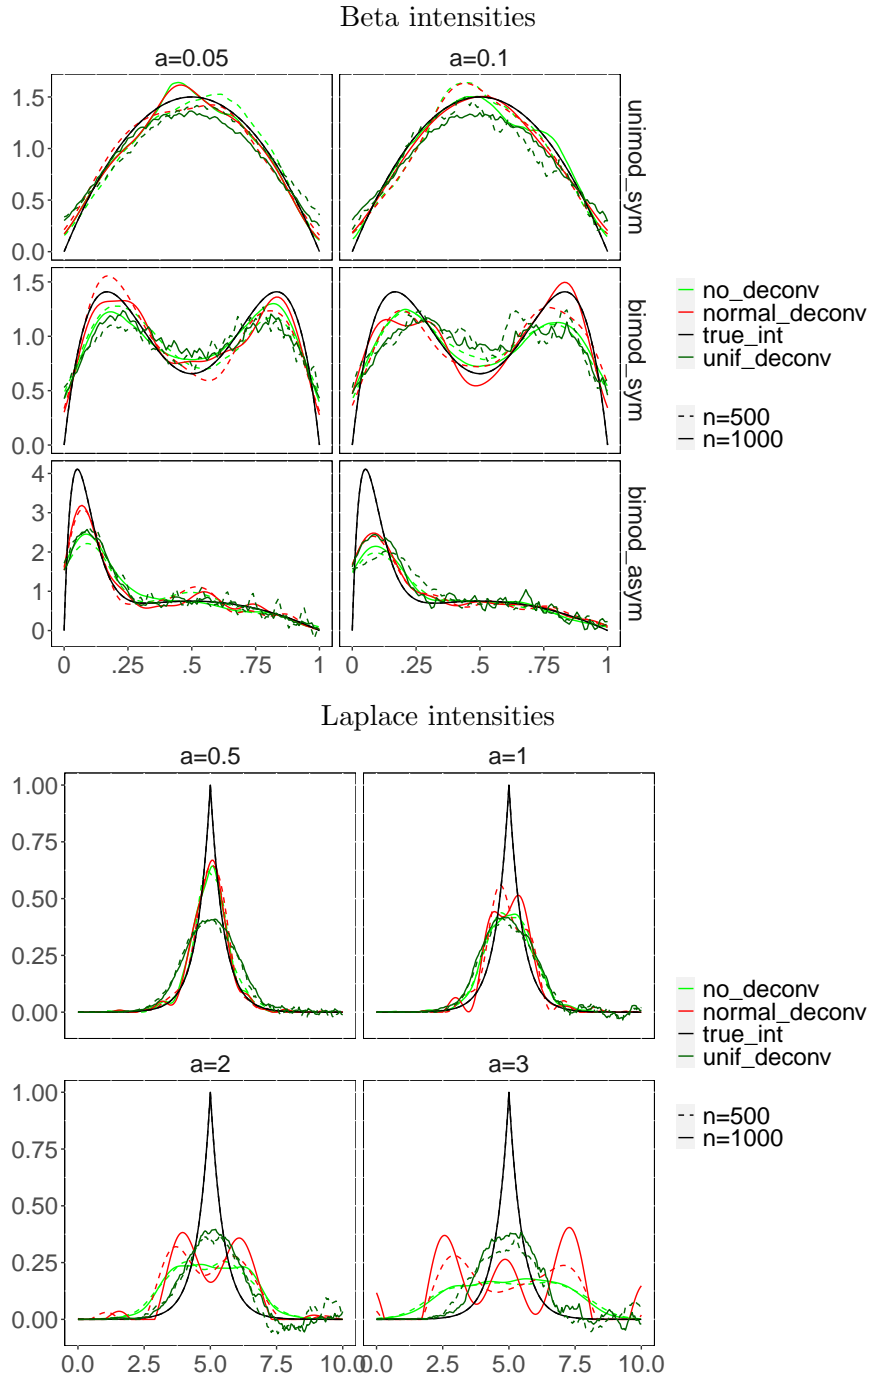 Beta intensities
a=0.05 a=0.1
1.5
1.0
0.5
0.0
unimod_sym
1.5
1.0
0.5
0.0
bimod_sym
4
3
2
1
0
bimod_asym
0 .25 .5 .75 1 0 .25 .5 .75 1
no_deconv
normal_deconv
true_int
unif_deconv
n=500
n=1000
Laplace intensities
a=0.5 a=1
1.00
0.75
0.50
0.25
0.00
a=2 a=3
1.00
0.75
0.50
0.25
0.00
0.0 2.5 5.0 7.5 10.0 0.0 2.5 5.0 7.5 10.0
no_deconv
normal_deconv
true_int
unif_deconv
n=500
n=1000